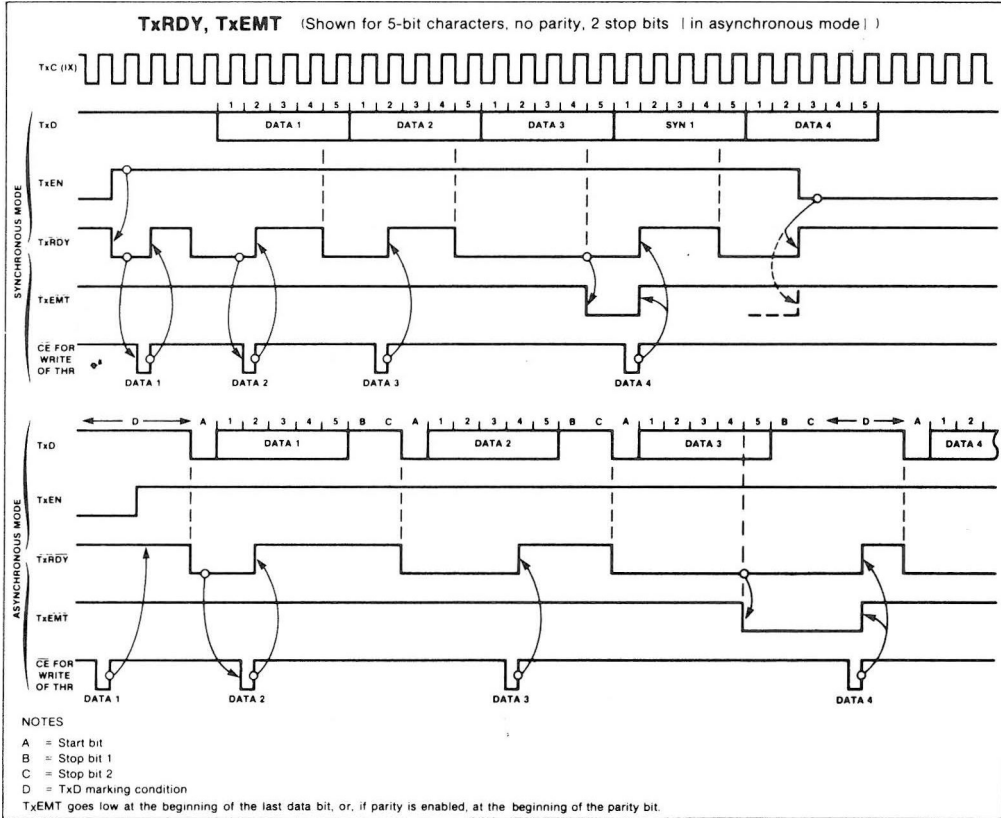 TxRDY, TxEMT (Shown for 5-bit characters, no parity, 2 stop bits [in asynchronous mode])
TxC (IX)
1 2 3 4 5 1 2 3 4 5 1 2 3 4 5 1 2 3 4 5 1 2 3 4 5
TxD
DATA 1 DATA 2 DATA 3 SYN 1 DATA 4
SYNCHRONOUS MODE
TxEN
TxRDY
TxEMT
CE FOR
WRITE
OF THR
DATA 1 DATA 2 DATA 3 DATA 4
D A 1 2 3 4 5 B C A 1 2 3 4 5 B C A 1 2 3 4 5 B C D A 1 2
TxD
DATA 1 DATA 2 DATA 3 DATA 4
ASYNCHRONOUS MODE
TxEN
TxRDY
TxEMT
CE FOR
WRITE
OF THR
DATA 1 DATA 2 DATA 3 DATA 4
NOTES
A = Start bit
B = Stop bit 1
C = Stop bit 2
D = TxD marking condition
TxEMT goes low at the beginning of the last data bit, or, if parity is enabled, at the beginning of the parity bit.